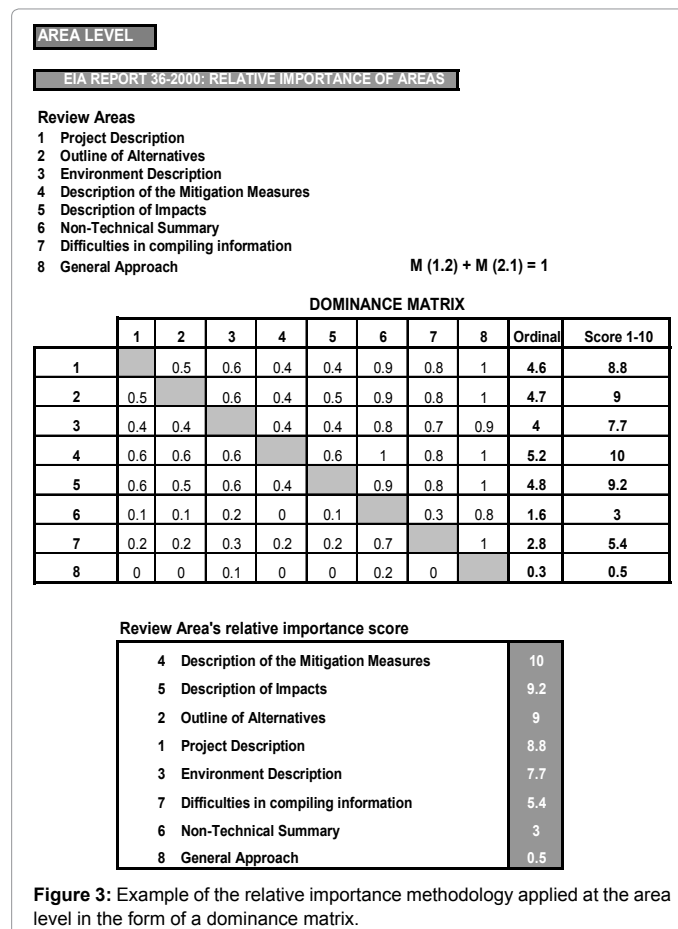 AREA LEVEL
EIA REPORT 36-2000: RELATIVE IMPORTANCE OF AREAS
Review Areas
1 Project Description
2 Outline of Alternatives
3 Environment Description
4 Description of the Mitigation Measures
5 Description of Impacts
6 Non-Technical Summary
7 Difficulties in compiling information
8 General Approach M (1.2) + M (2.1) = 1
DOMINANCE MATRIX
1 2 3 4 5 6 7 8 Ordinal Score 1-10
1 0.5 0.6 0.4 0.4 0.9 0.8 1 4.6 8.8
2 0.5 0.6 0.4 0.5 0.9 0.8 1 4.7 9
3 0.4 0.4 0.4 0.4 0.8 0.7 0.9 4 7.7
4 0.6 0.6 0.6 0.6 1 0.8 1 5.2 10
5 0.6 0.5 0.6 0.4 0.9 0.8 1 4.8 9.2
6 0.1 0.1 0.2 0 0.1 0.3 0.8 1.6 3
7 0.2 0.2 0.3 0.2 0.2 0.7 1 2.8 5.4
8 0 0 0.1 0 0 0.2 0 0.3 0.5
Review Area's relative importance score
4 Description of the Mitigation Measures 10
5 Description of Impacts 9.2
2 Outline of Alternatives 9
1 Project Description 8.8
3 Environment Description 7.7
7 Difficulties in compiling information 5.4
6 Non-Technical Summary 3
8 General Approach 0.5
Figure 3: Example of the relative importance methodology applied at the area
level in the form of a dominance matrix.